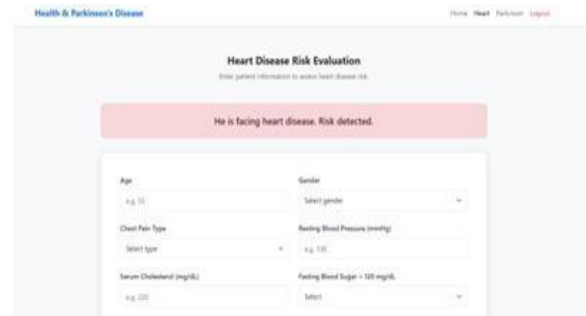 Health & Parkinson's Disease
Home Heart Parkinson Logout
Heart Disease Risk Evaluation
Enter patient information to assess heart disease risk.
He is facing heart disease. Risk detected.
Age Gender
e.g. 55 Select gender
Chest Pain Type Resting Blood Pressure (mmHg)
Select type e.g. 130
Serum Cholesterol (mg/dL) Fasting Blood Sugar > 120 mg/dL
e.g. 220 Select